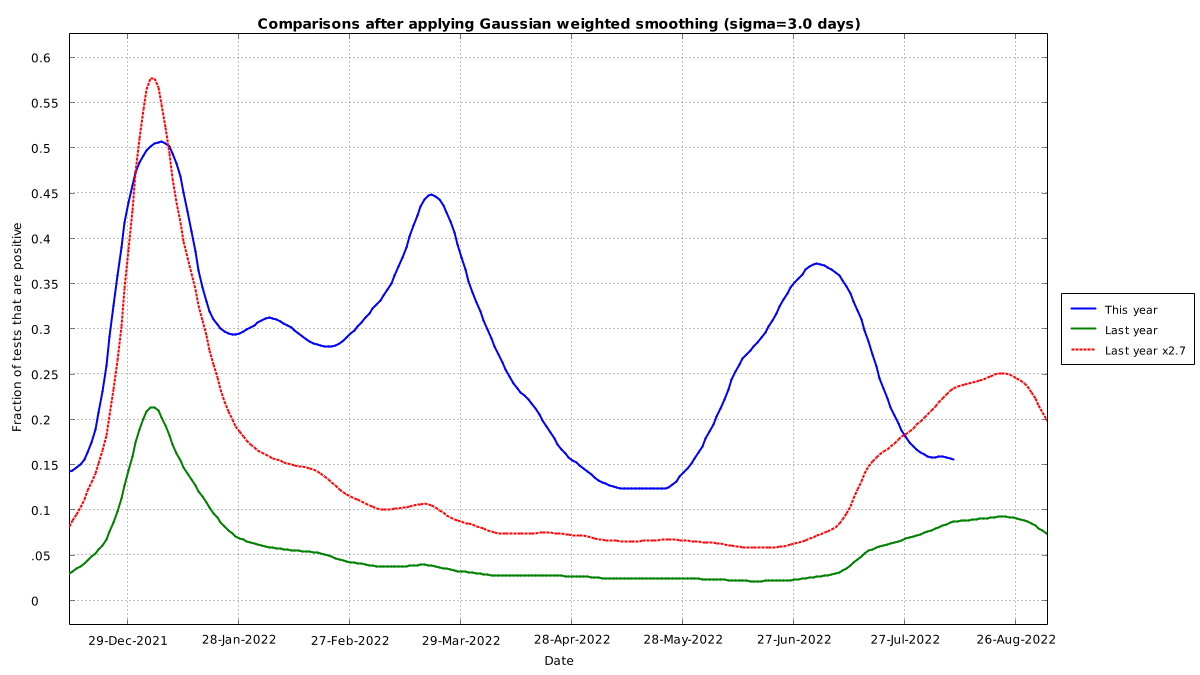 Comparisons after applying Gaussian weighted smoothing (sigma=3.0 days)
Fraction of tests that are positive
0.6
0.55
0.5
0.45
0.4
0.35
0.3
0.25
0.2
0.15
0.1
.05
0
29-Dec-2021 28-Jan-2022 27-Feb-2022 29-Mar-2022 28-Apr-2022 28-May-2022 27-Jun-2022 27-Jul-2022 26-Aug-2022
Date
This year
Last year
Last year x2.7